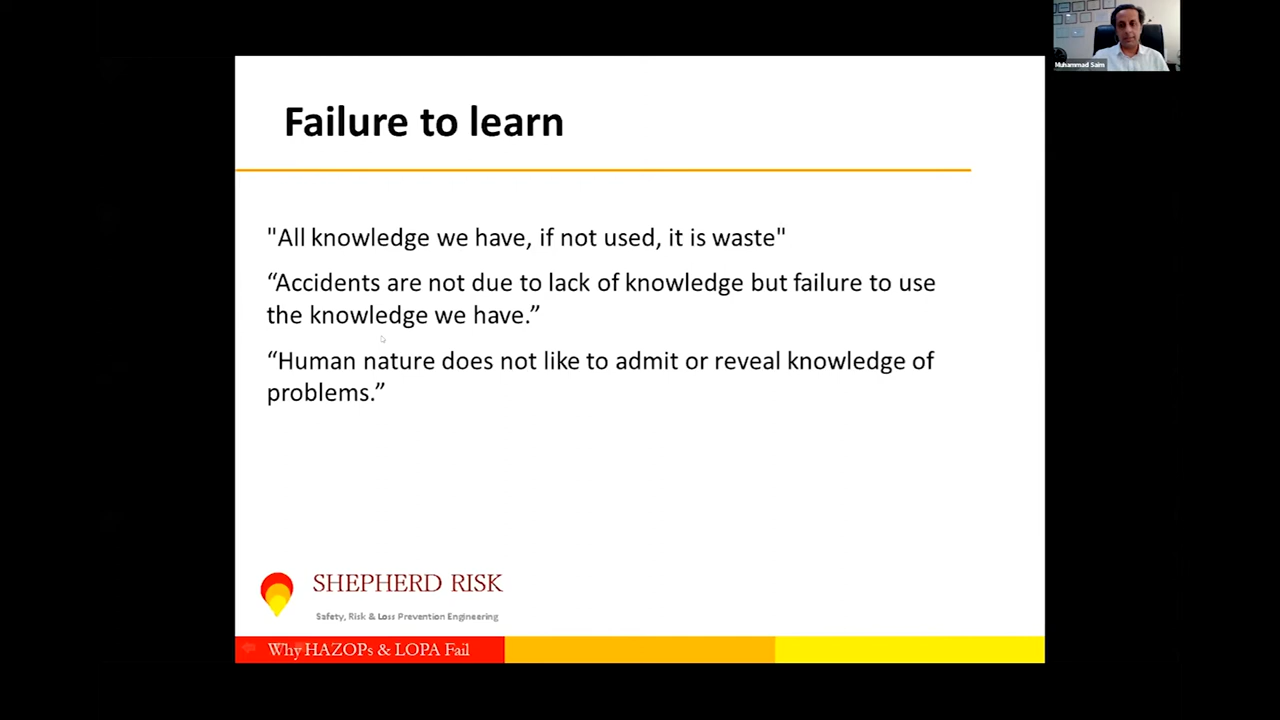 Muhammad Saim
Failure to learn
"All knowledge we have, if not used, it is waste"
“Accidents are not due to lack of knowledge but failure to use
the knowledge we have.”
“Human nature does not like to admit or reveal knowledge of
problems.”
SHEPHERD RISK
Safety, Risk & Loss Prevention Engineering
Why HAZOPs & LOPA Fail